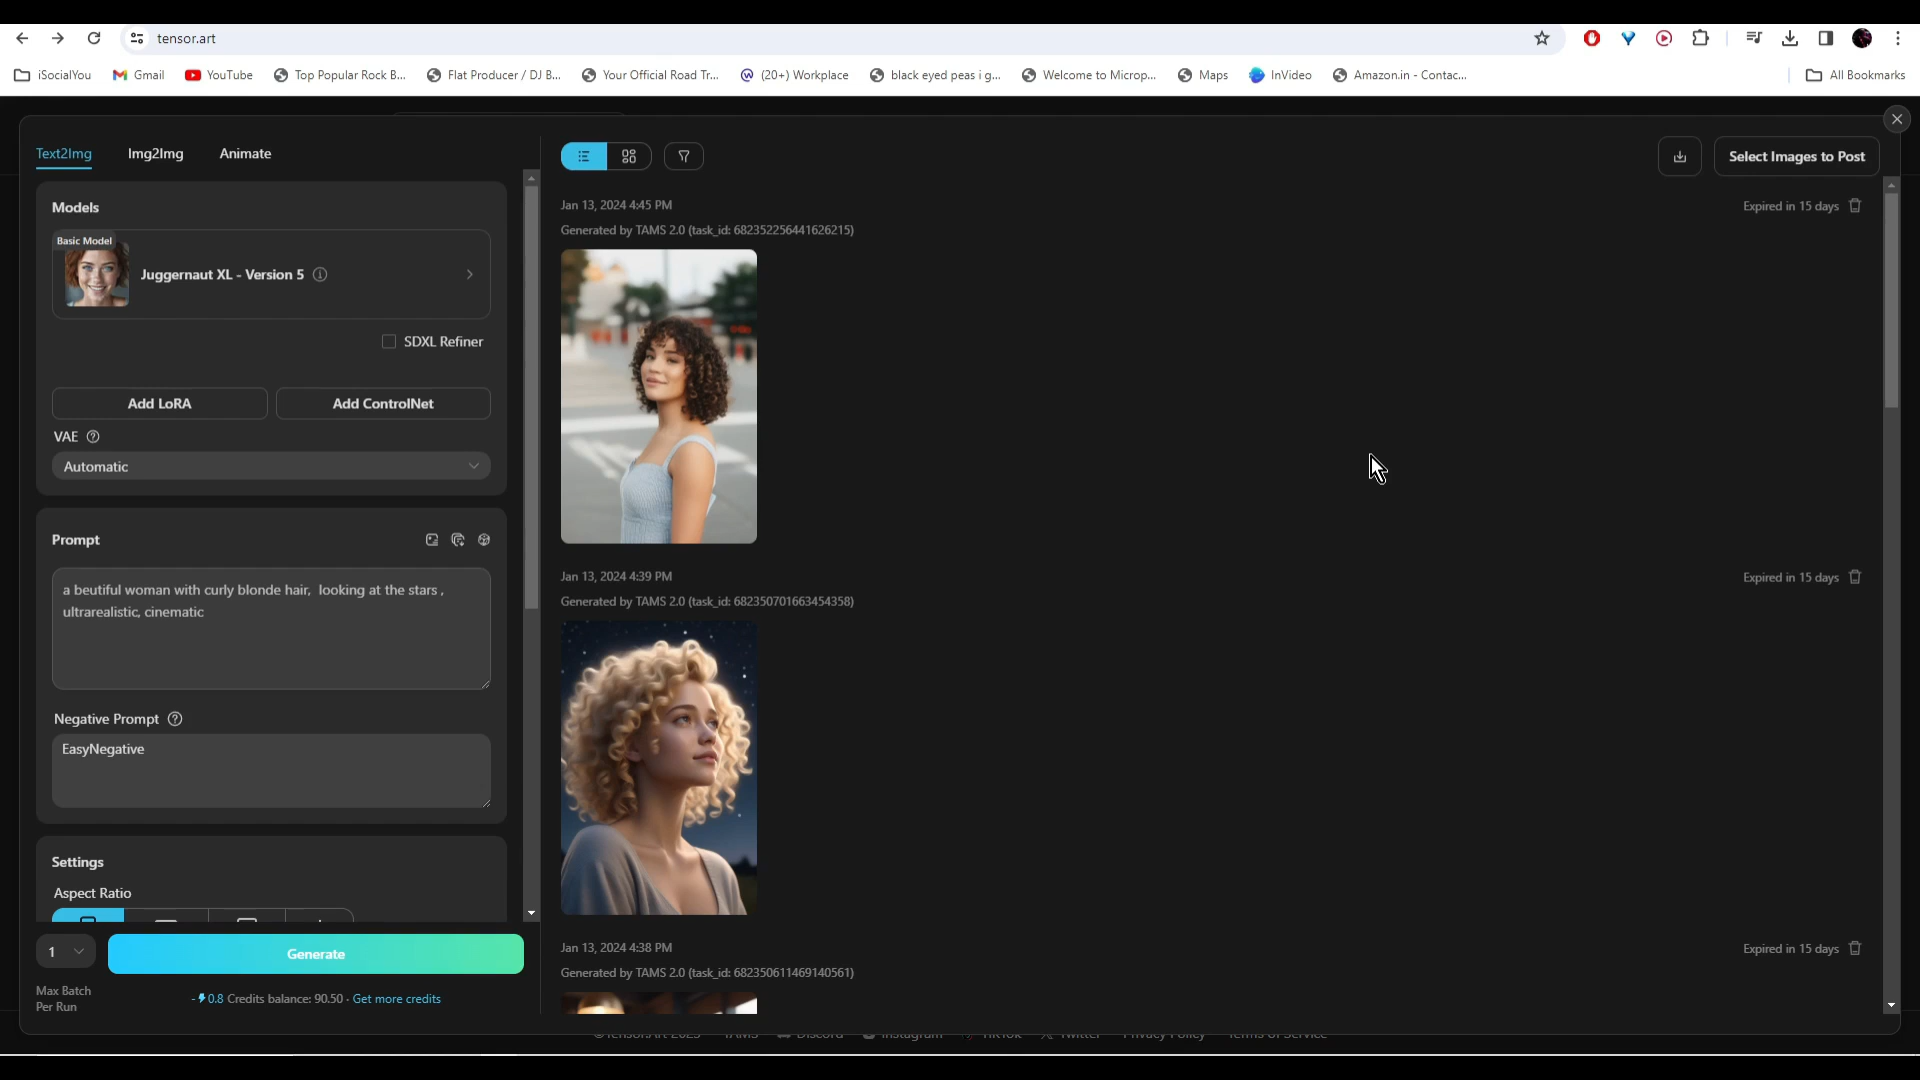 tensor.art
iSocialYou
Gmail
YouTube
Top Popular Rock B...
Flat Producer / DJ B...
Your Official Road Tr...
(20+) Workplace
black eyed peas i g...
Welcome to Microp...
Maps
InVideo
Amazon.in - Contac...
All Bookmarks
Text2Img
Img2Img
Animate
Select Images to Post
Models
Basic Model
Juggernaut XL - Version 5
SDXL Refiner
Add LoRA
Add ControlNet
VAE
Automatic
Prompt
a beutiful woman with curly blonde hair, looking at the stars ,
ultrarealistic, cinematic
Negative Prompt
EasyNegative
Settings
Aspect Ratio
1
Generate
Max Batch
Per Run
- 0.8 Credits balance: 90.50 - Get more credits
Jan 13, 2024 4:45 PM
Expired in 15 days
Generated by TAMS 2.0 (task_id: 682352256441626215)
Jan 13, 2024 4:39 PM
Expired in 15 days
Generated by TAMS 2.0 (task_id: 682350701663454358)
Jan 13, 2024 4:38 PM
Expired in 15 days
Generated by TAMS 2.0 (task_id: 682350611469140561)